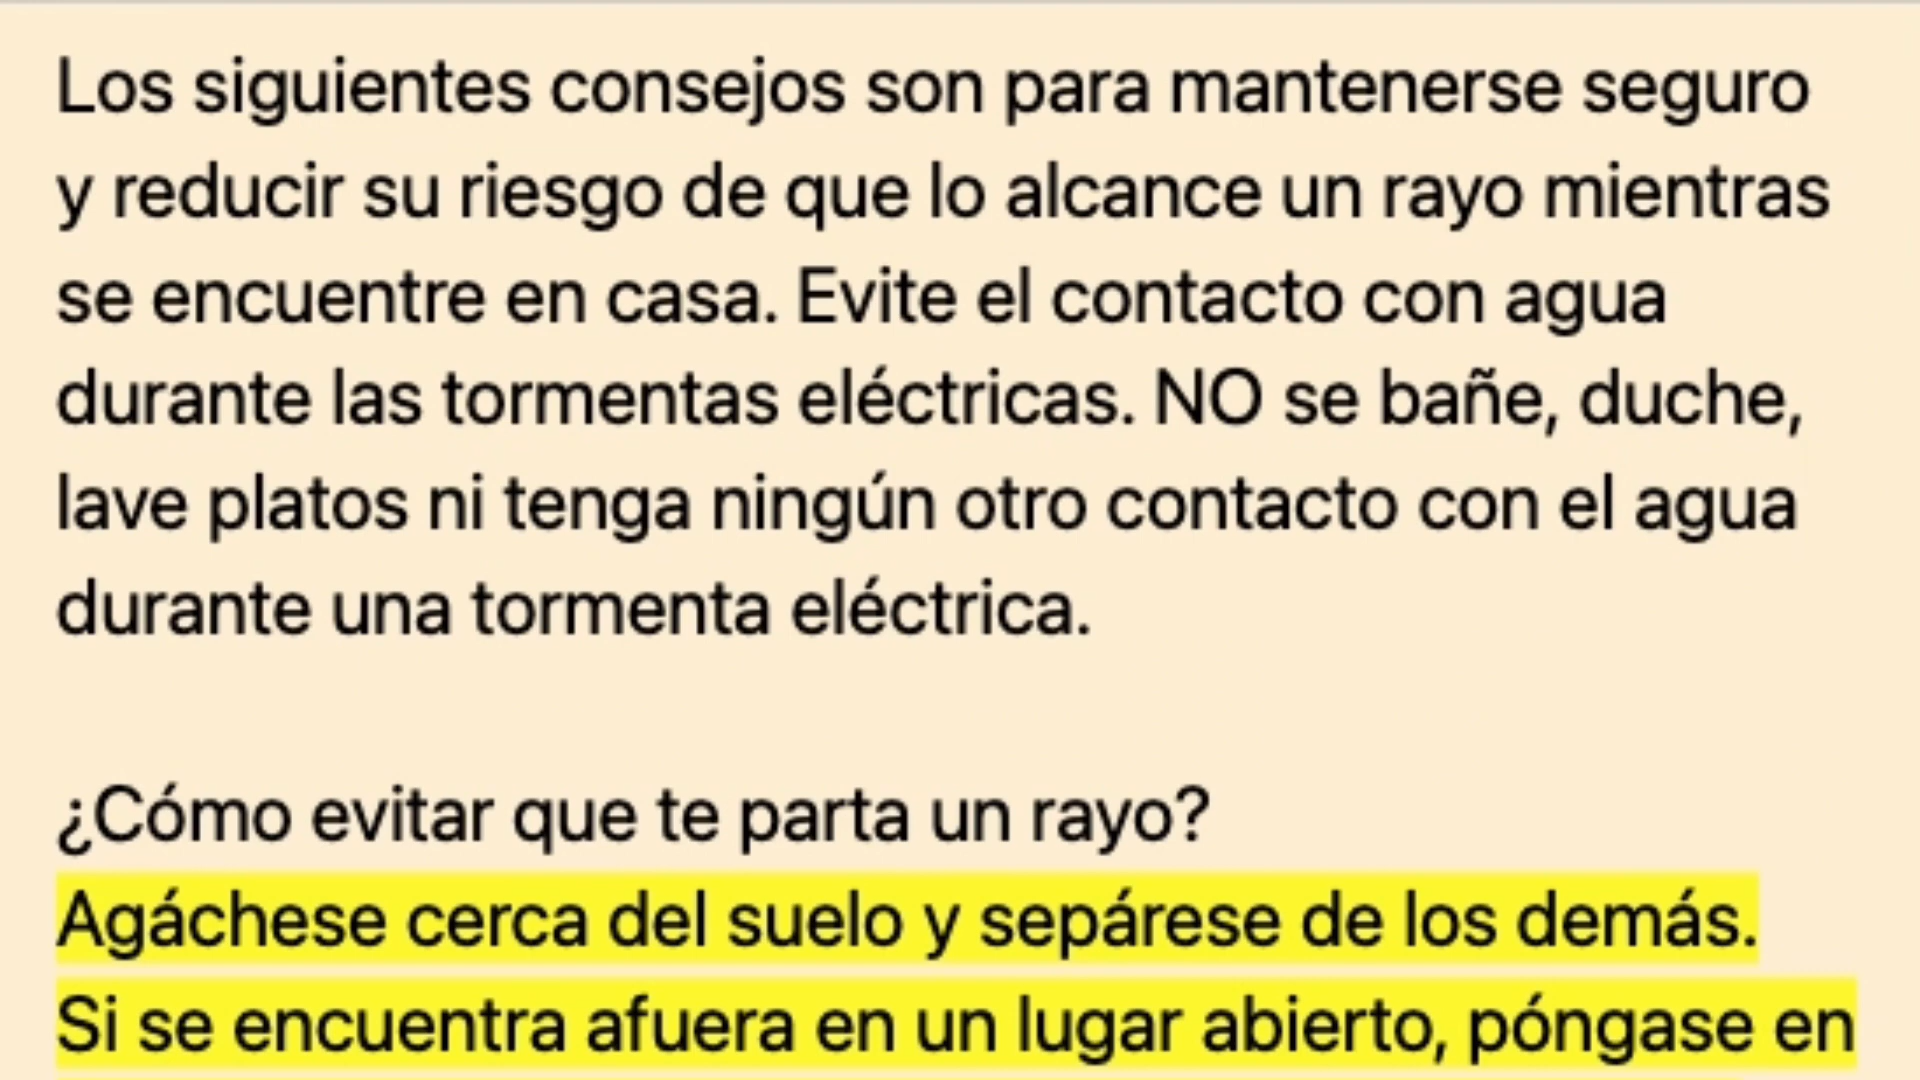 Los siguientes consejos son para mantenerse seguro
y reducir su riesgo de que lo alcance un rayo mientras
se encuentre en casa. Evite el contacto con agua
durante las tormentas eléctricas. NO se bañe, duche,
lave platos ni tenga ningún otro contacto con el agua
durante una tormenta eléctrica.
¿Cómo evitar que te parta un rayo?
Agáchese cerca del suelo y sepárese de los demás.
Si se encuentra afuera en un lugar abierto, póngase en